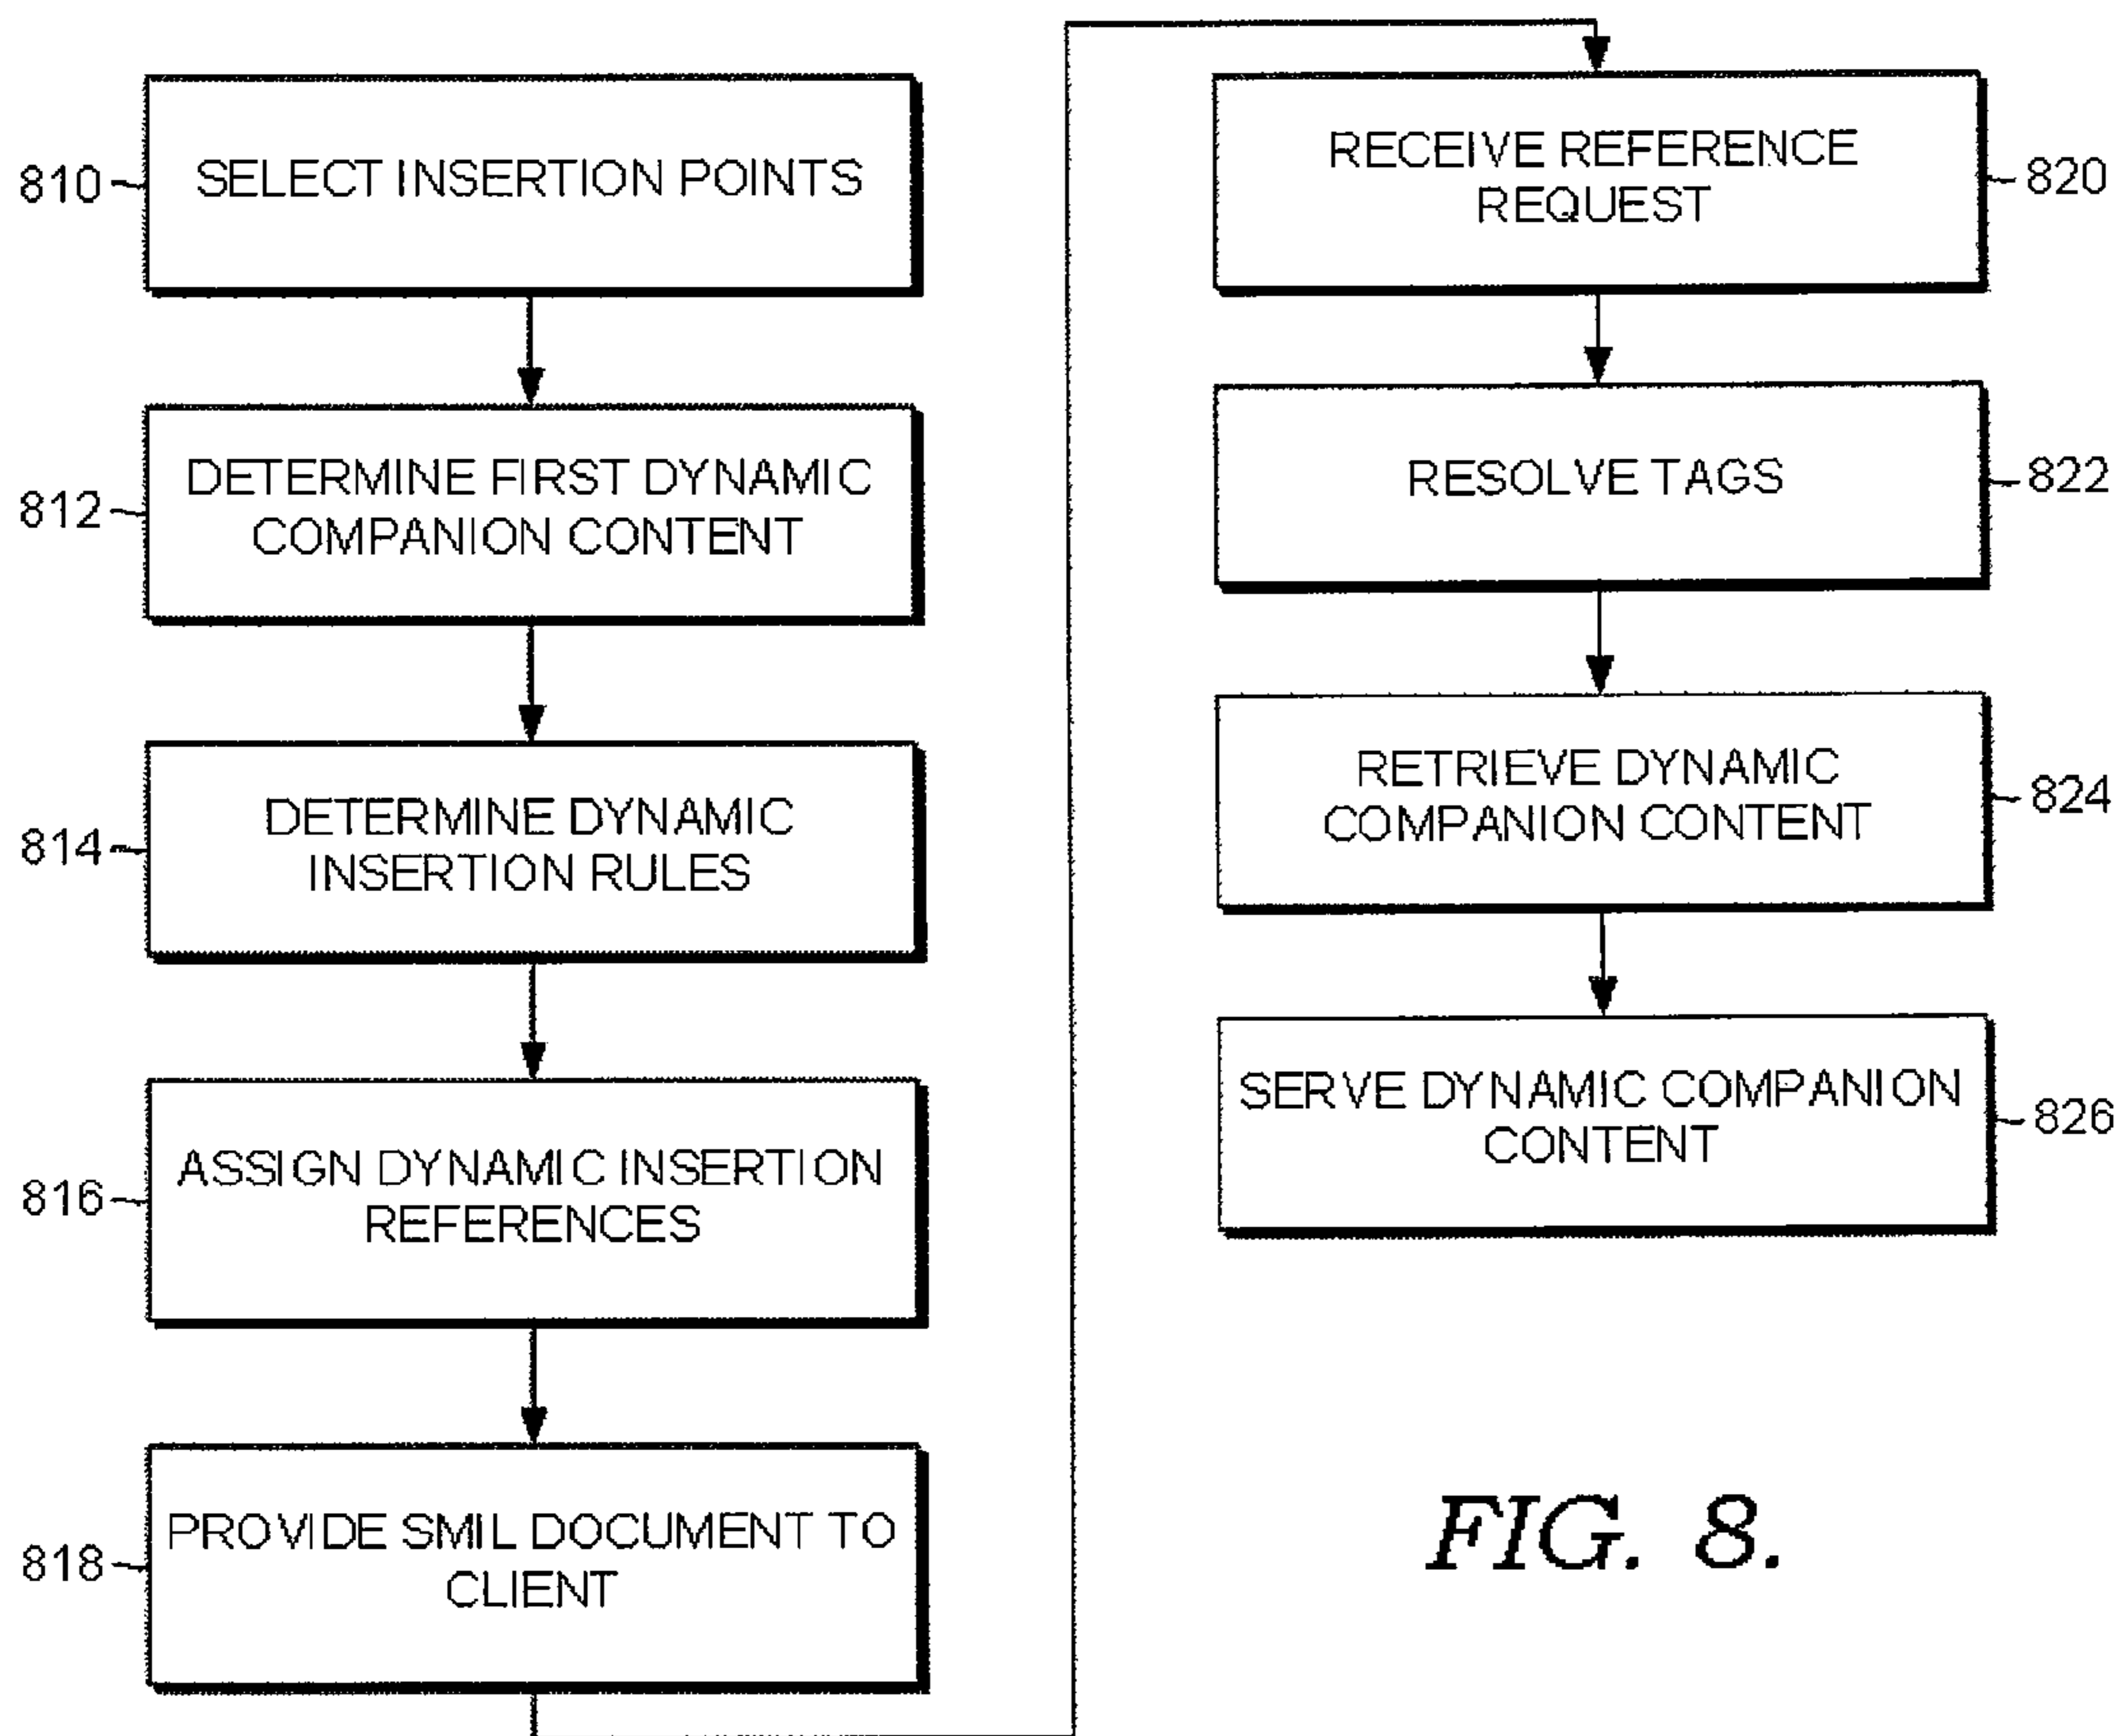 810
SELECT INSERTION POINTS
812
DETERMINE FIRST DYNAMIC
COMPANION CONTENT
814
DETERMINE DYNAMIC
INSERTION RULES
816
ASSIGN DYNAMIC INSERTION
REFERENCES
818
PROVIDE SMIL DOCUMENT TO
CLIENT
RECEIVE REFERENCE
REQUEST
820
RESOLVE TAGS
822
RETRIEVE DYNAMIC
COMPANION CONTENT
824
SERVE DYNAMIC COMPANION
CONTENT
826
FIG. 8.